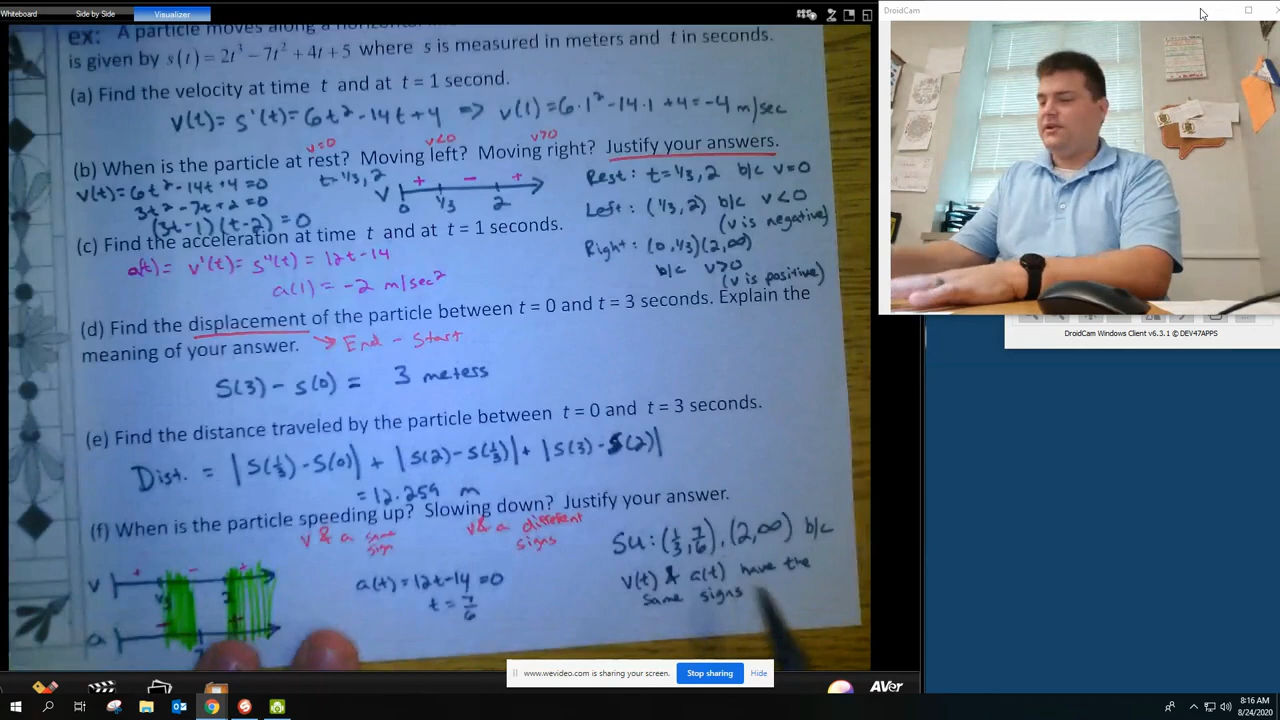 Whiteboard Side by Side Visualizer
DroidCam
ex: A particle moves along a horizontal
is given by s(t) = 2t³ − 7t² + 4t + 5 where s is measured in meters and t in seconds.
(a) Find the velocity at time t and at t = 1 second.
v(t) = s'(t) = 6t² - 14t + 4 ⇒ v(1) = 6·1² - 14·1 + 4 = -4 m/sec
v=0 v<0 v>0
(b) When is the particle at rest? Moving left? Moving right? Justify your answers.
v(t) = 6t² - 14t + 4 = 0
3t² - 7t + 2 = 0
(3t-1)(t-2) = 0
t = 1/3, 2
+ - +
V 0 1/3 2
Rest: t = 1/3, 2 b/c v = 0
Left: (1/3, 2) b/c v < 0
(v is negative)
Right: (0, 1/3)(2, ∞)
b/c v>0
(v is positive)
(c) Find the acceleration at time t and at t = 1 seconds.
a(t) = v'(t) = s''(t) = 12t - 14
a(1) = -2 m/sec²
(d) Find the displacement of the particle between t = 0 and t = 3 seconds. Explain the
meaning of your answer. → End - Start
S(3) - S(0) = 3 meters
(e) Find the distance traveled by the particle between t = 0 and t = 3 seconds.
Dist. = |S(1/3) - S(0)| + |S(2) - S(1/3)| + |S(3) - S(2)|
= 12.259 m
(f) When is the particle speeding up? Slowing down? Justify your answer.
v & a same
sign
v & a different
signs
V + - +
a - +
a(t) = 12t - 14 = 0
t = 7/6
SU: (1/3, 7/6), (2, ∞) b/c
v(t) & a(t) have the
same signs
DroidCam Windows Client v6.3.1 © DEV47APPS
www.wevideo.com is sharing your screen. Stop sharing Hide
AVer
8:16 AM
8/24/2020